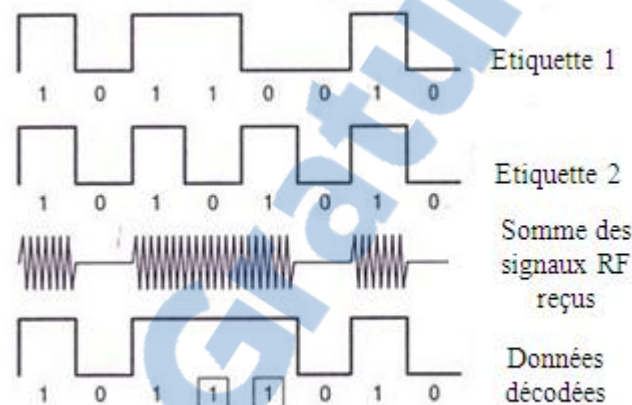 Etiquette 1
1 0 1 1 0 0 1 0
Etiquette 2
1 0 1 0 1 0 1 0
Somme des
signaux RF
reçus
Données
décodées
1 0 1 1 1 0 1 0
Gratuit